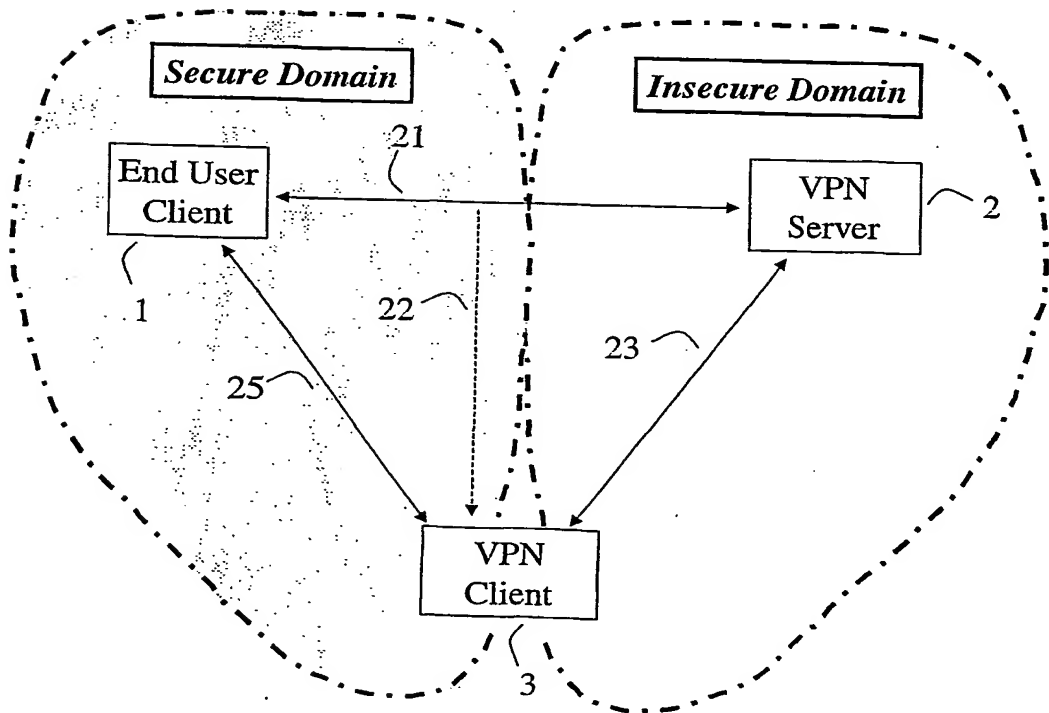 Secure Domain
Insecure Domain
21
End User
Client
VPN
Server
2
1
22
23
25
VPN
Client
3